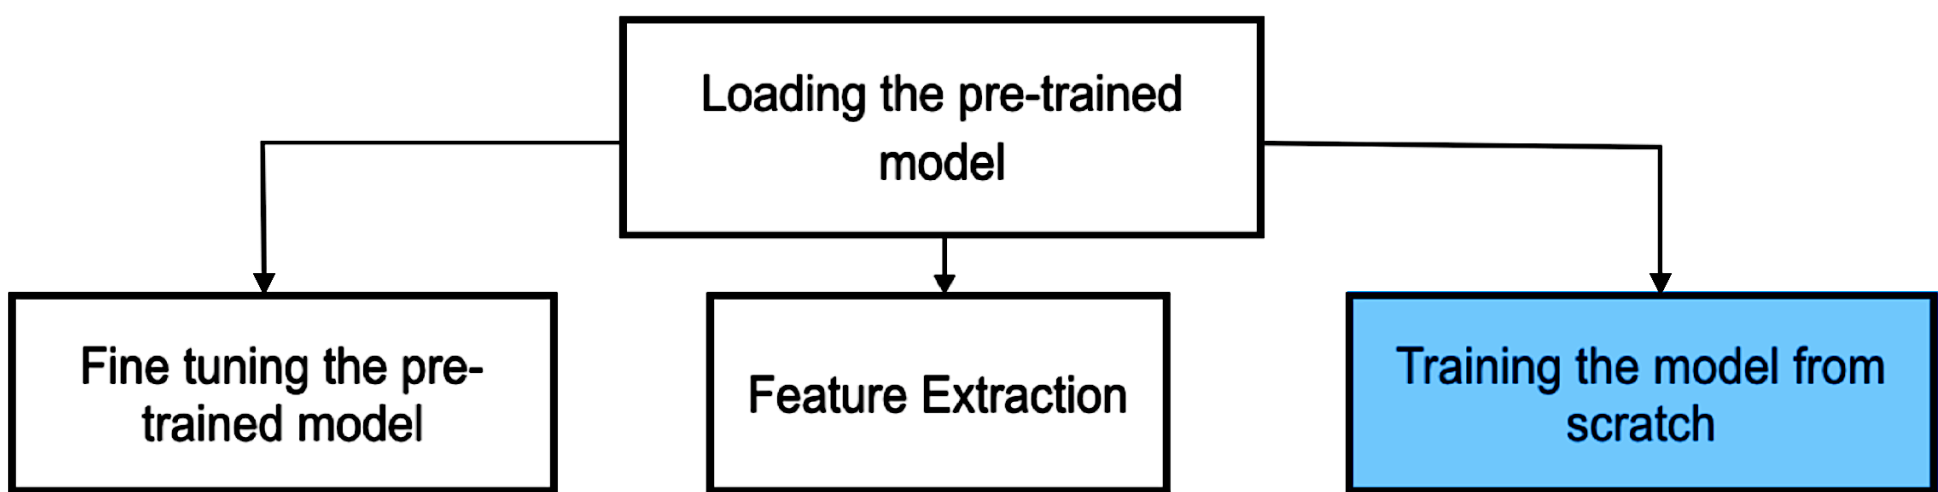 Loading the pre-trained
model
Fine tuning the pre-
trained model
Feature Extraction
Training the model from
scratch